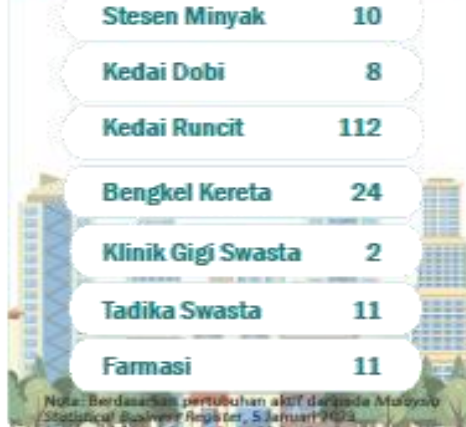 Stesen Minyak 10
Kedai Dobi 8
Kedai Runcit 112
Bengkel Kereta 24
Klinik Gigi Swasta 2
Tadika Swasta 11
Farmasi 11
Nota: Berdasarkan pertubuhan aktif daripada Malaysia
Statistical Business Register, 5 Januari 2023